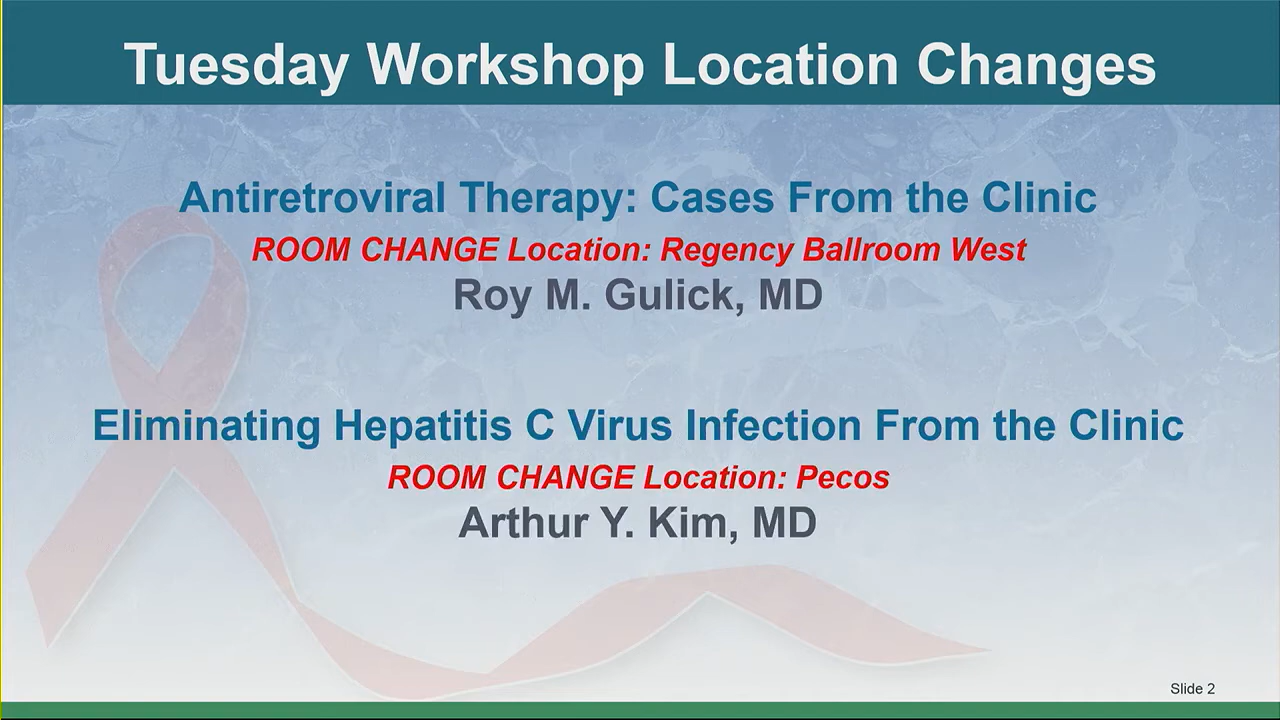 Tuesday Workshop Location Changes
Antiretroviral Therapy: Cases From the Clinic
ROOM CHANGE Location: Regency Ballroom West
Roy M. Gulick, MD
Eliminating Hepatitis C Virus Infection From the Clinic
ROOM CHANGE Location: Pecos
Arthur Y. Kim, MD
Slide 2